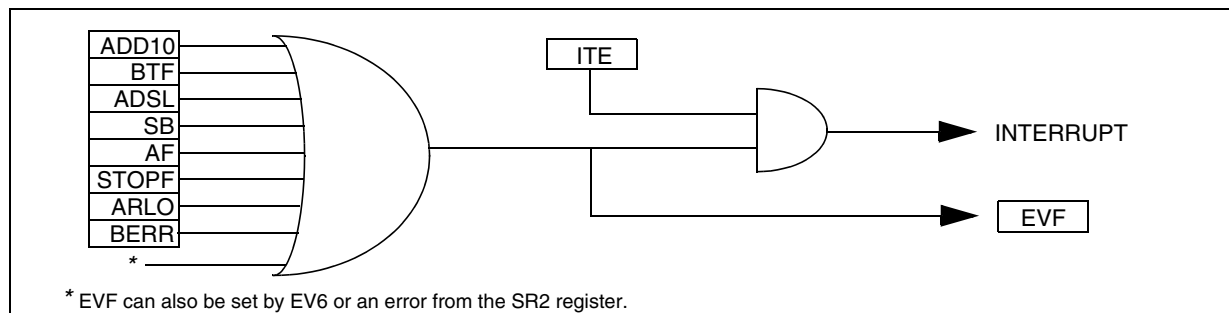 ADD10
BTF
ADSL
SB
AF
STOPF
ARLO
BERR
*
ITE
INTERRUPT
EVF
* EVF can also be set by EV6 or an error from the SR2 register.